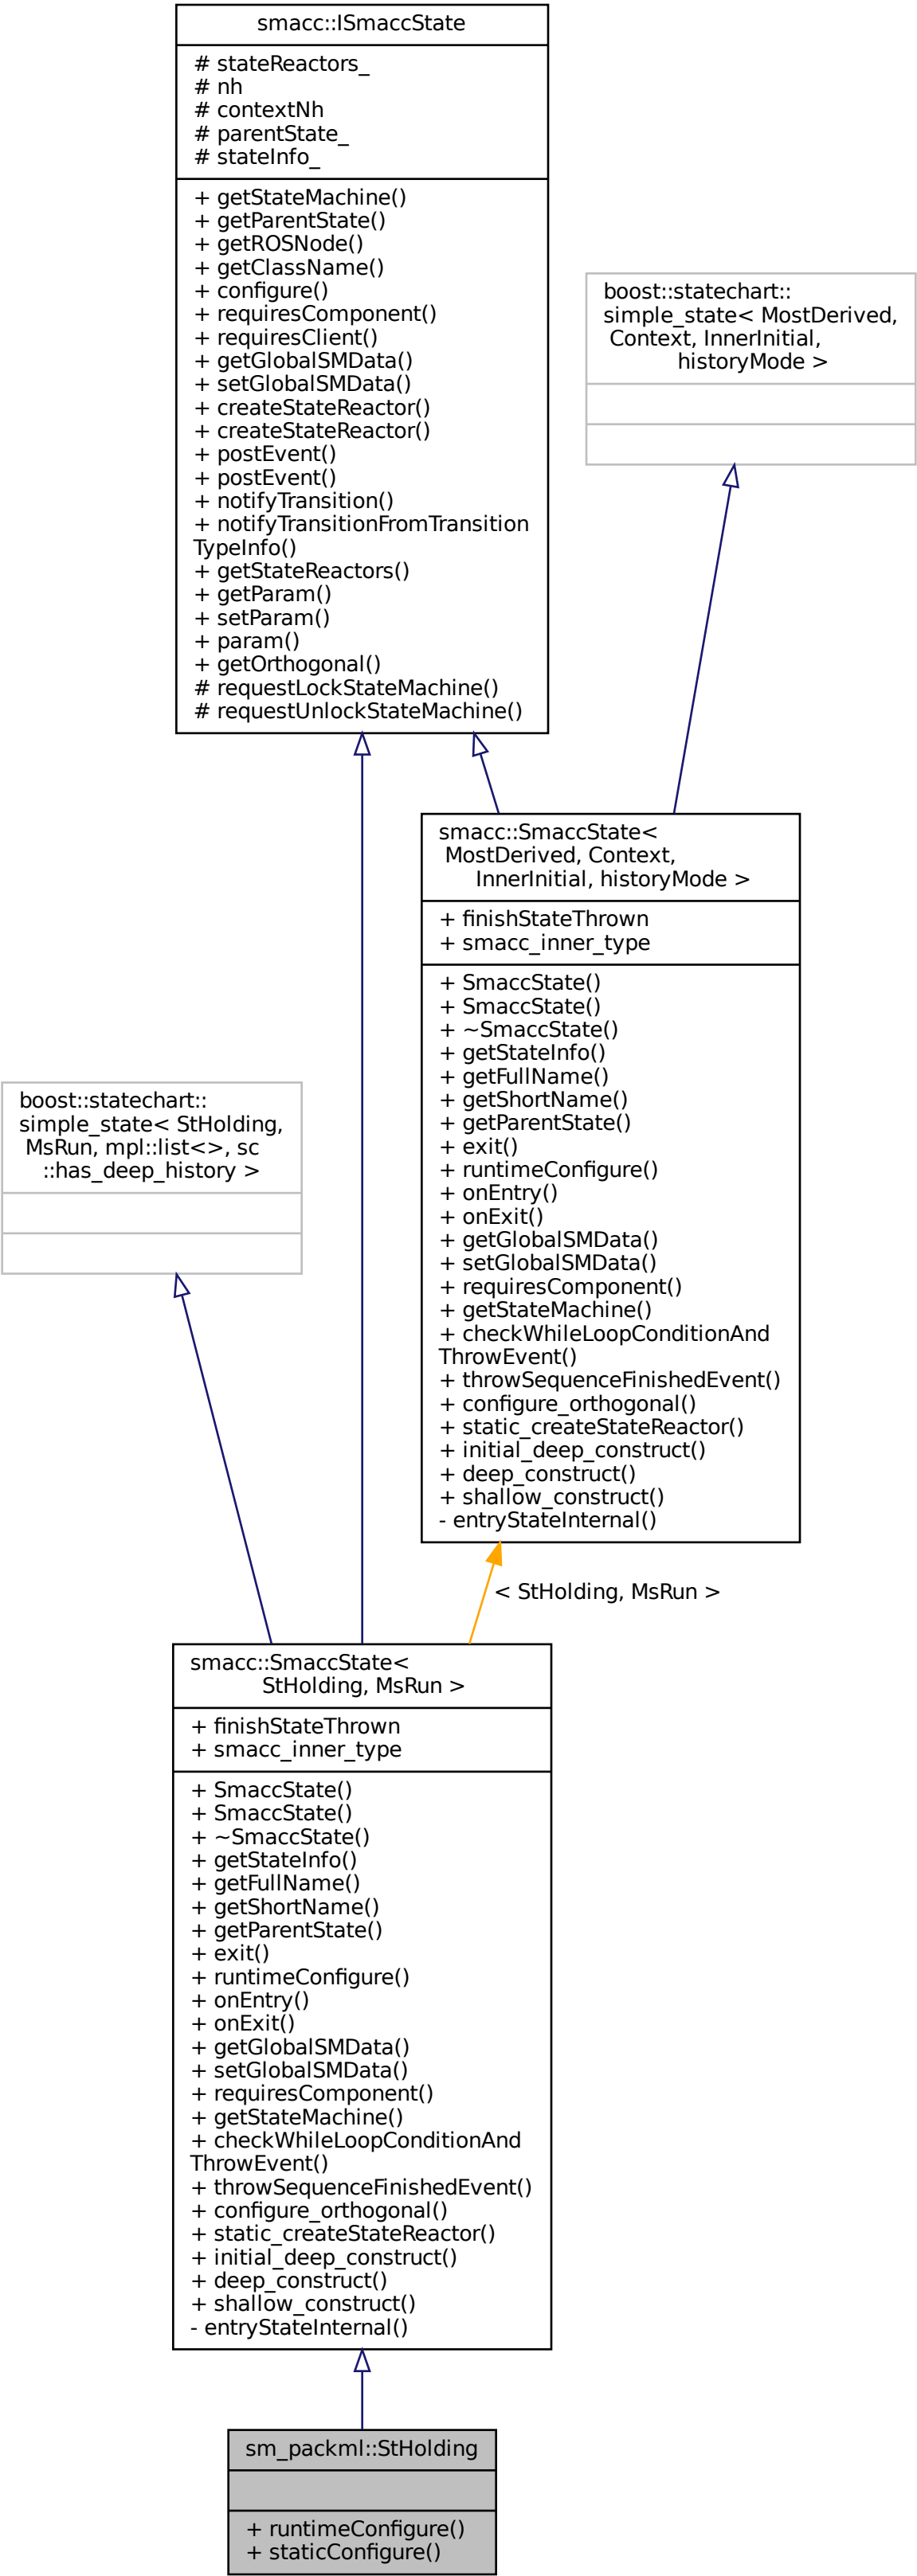 smacc::ISmaccState
# stateReactors_
# nh
# contextNh
# parentState_
# stateInfo_
+ getStateMachine()
+ getParentState()
+ getROSNode()
+ getClassName()
+ configure()
+ requiresComponent()
+ requiresClient()
+ getGlobalSMData()
+ setGlobalSMData()
+ createStateReactor()
+ createStateReactor()
+ postEvent()
+ postEvent()
+ notifyTransition()
+ notifyTransitionFromTransition
TypeInfo()
+ getStateReactors()
+ getParam()
+ setParam()
+ param()
+ getOrthogonal()
# requestLockStateMachine()
# requestUnlockStateMachine()
boost::statechart::
simple_state< MostDerived,
Context, InnerInitial,
historyMode >
smacc::SmaccState<
MostDerived, Context,
InnerInitial, historyMode >
+ finishStateThrown
+ smacc_inner_type
+ SmaccState()
+ SmaccState()
+ ~SmaccState()
+ getStateInfo()
+ getFullName()
+ getShortName()
+ getParentState()
+ exit()
+ runtimeConfigure()
+ onEntry()
+ onExit()
+ getGlobalSMData()
+ setGlobalSMData()
+ requiresComponent()
+ getStateMachine()
+ checkWhileLoopConditionAnd
ThrowEvent()
+ throwSequenceFinishedEvent()
+ configure_orthogonal()
+ static_createStateReactor()
+ initial_deep_construct()
+ deep_construct()
+ shallow_construct()
- entryStateInternal()
boost::statechart::
simple_state< StHolding,
MsRun, mpl::list<>, sc
::has_deep_history >
< StHolding, MsRun >
smacc::SmaccState<
StHolding, MsRun >
+ finishStateThrown
+ smacc_inner_type
+ SmaccState()
+ SmaccState()
+ ~SmaccState()
+ getStateInfo()
+ getFullName()
+ getShortName()
+ getParentState()
+ exit()
+ runtimeConfigure()
+ onEntry()
+ onExit()
+ getGlobalSMData()
+ setGlobalSMData()
+ requiresComponent()
+ getStateMachine()
+ checkWhileLoopConditionAnd
ThrowEvent()
+ throwSequenceFinishedEvent()
+ configure_orthogonal()
+ static_createStateReactor()
+ initial_deep_construct()
+ deep_construct()
+ shallow_construct()
- entryStateInternal()
sm_packml::StHolding
+ runtimeConfigure()
+ staticConfigure()